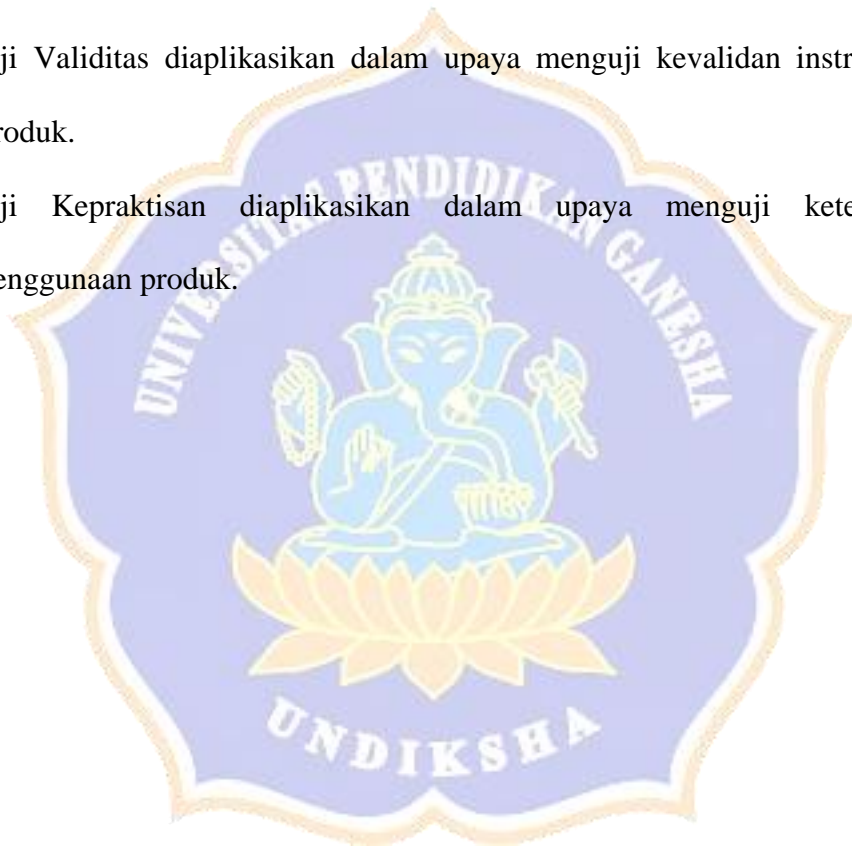 ji Validitas diaplikasikan dalam upaya menguji kevalidan instr
roduk.
ji Kepraktisan diaplikasikan dalam upaya menguji kete
enggunaan produk.
UNIVERSITAS PENDIDIKAN GANESHA
UNDIKSHA